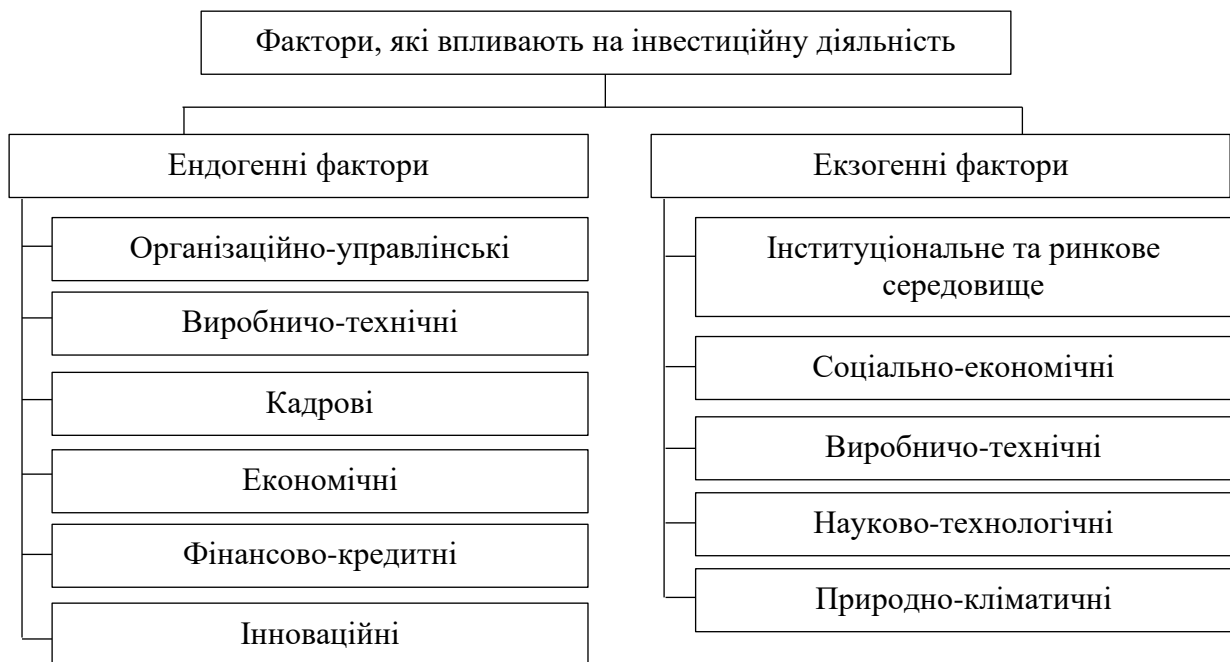 Фактори, які впливають на інвестиційну діяльність
Ендогенні фактори
Організаційно-управлінські
Виробничо-технічні
Кадрові
Економічні
Фінансово-кредитні
Інноваційні
Екзогенні фактори
Інституціональне та ринкове
середовище
Соціально-економічні
Виробничо-технічні
Науково-технологічні
Природно-кліматичні